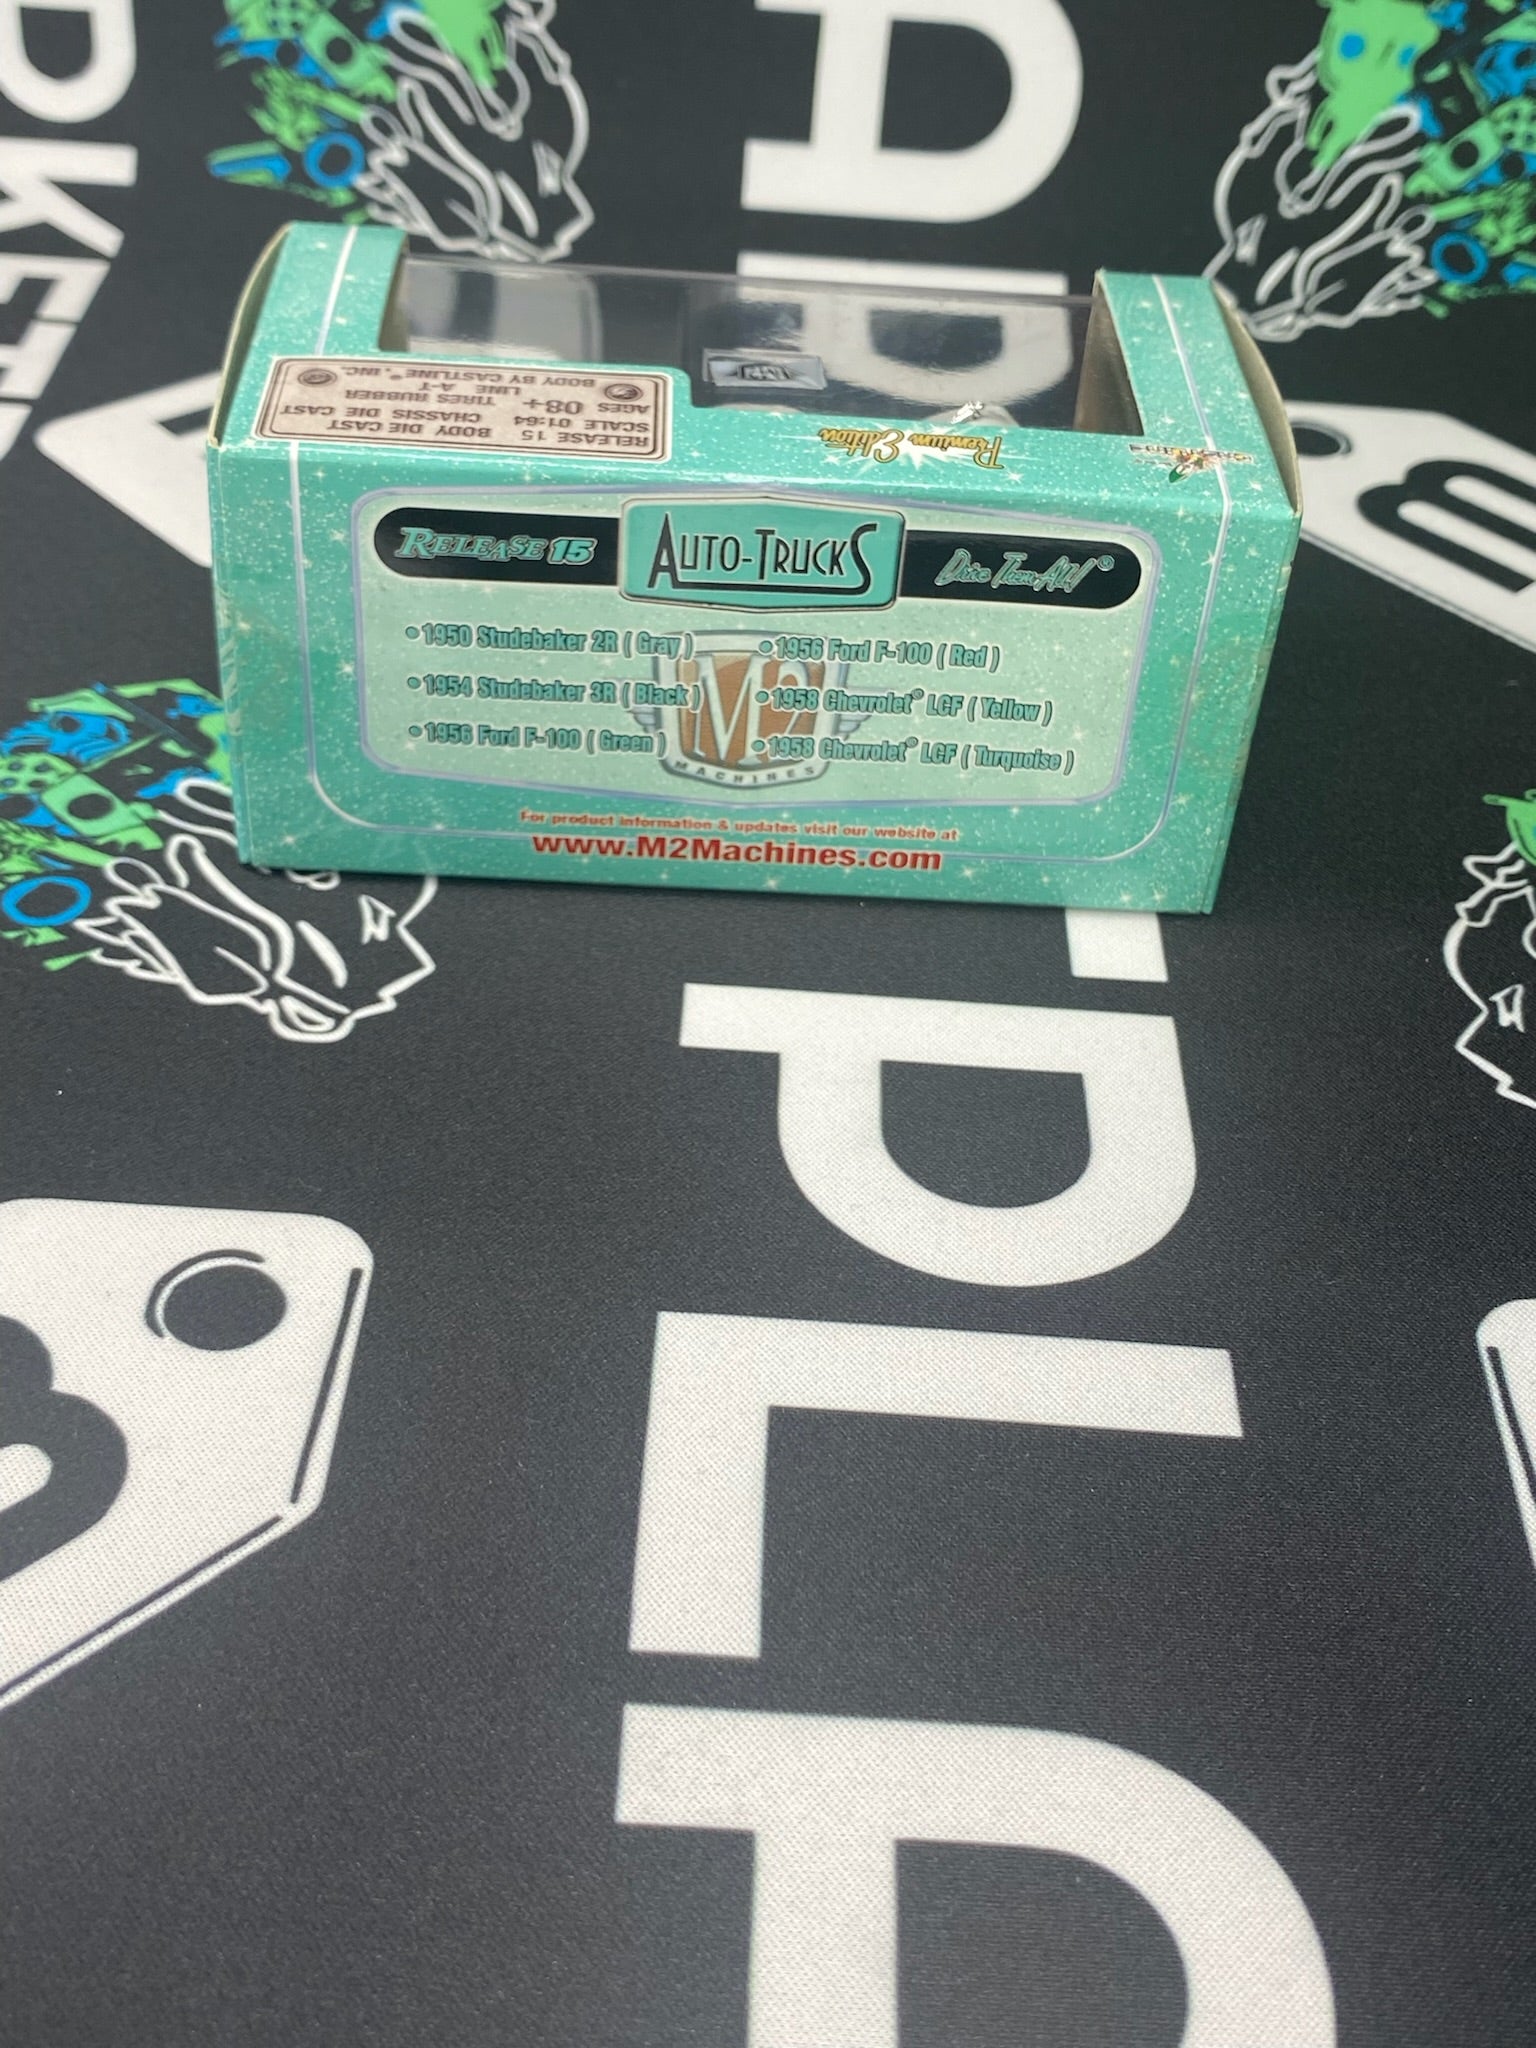 RELEASE 15 BODY DIE CAST
SCALE 01:64 CHASSIS DIE CAST
AGES 08+ TIRES RUBBER
LINE A-T
BODY BY CASTLINE®, INC.
Premium Edition
RELEASE 15
AUTO-TRUCKS
Drive Them All!®
• 1950 Studebaker 2R ( Gray )
• 1954 Studebaker 3R ( Black )
• 1956 Ford F-100 ( Green )
• 1956 Ford F-100 ( Red )
• 1958 Chevrolet® LCF ( Yellow )
• 1958 Chevrolet® LCF ( Turquoise )
M2
MACHINES
For product information & updates visit our website at
www.M2Machines.com